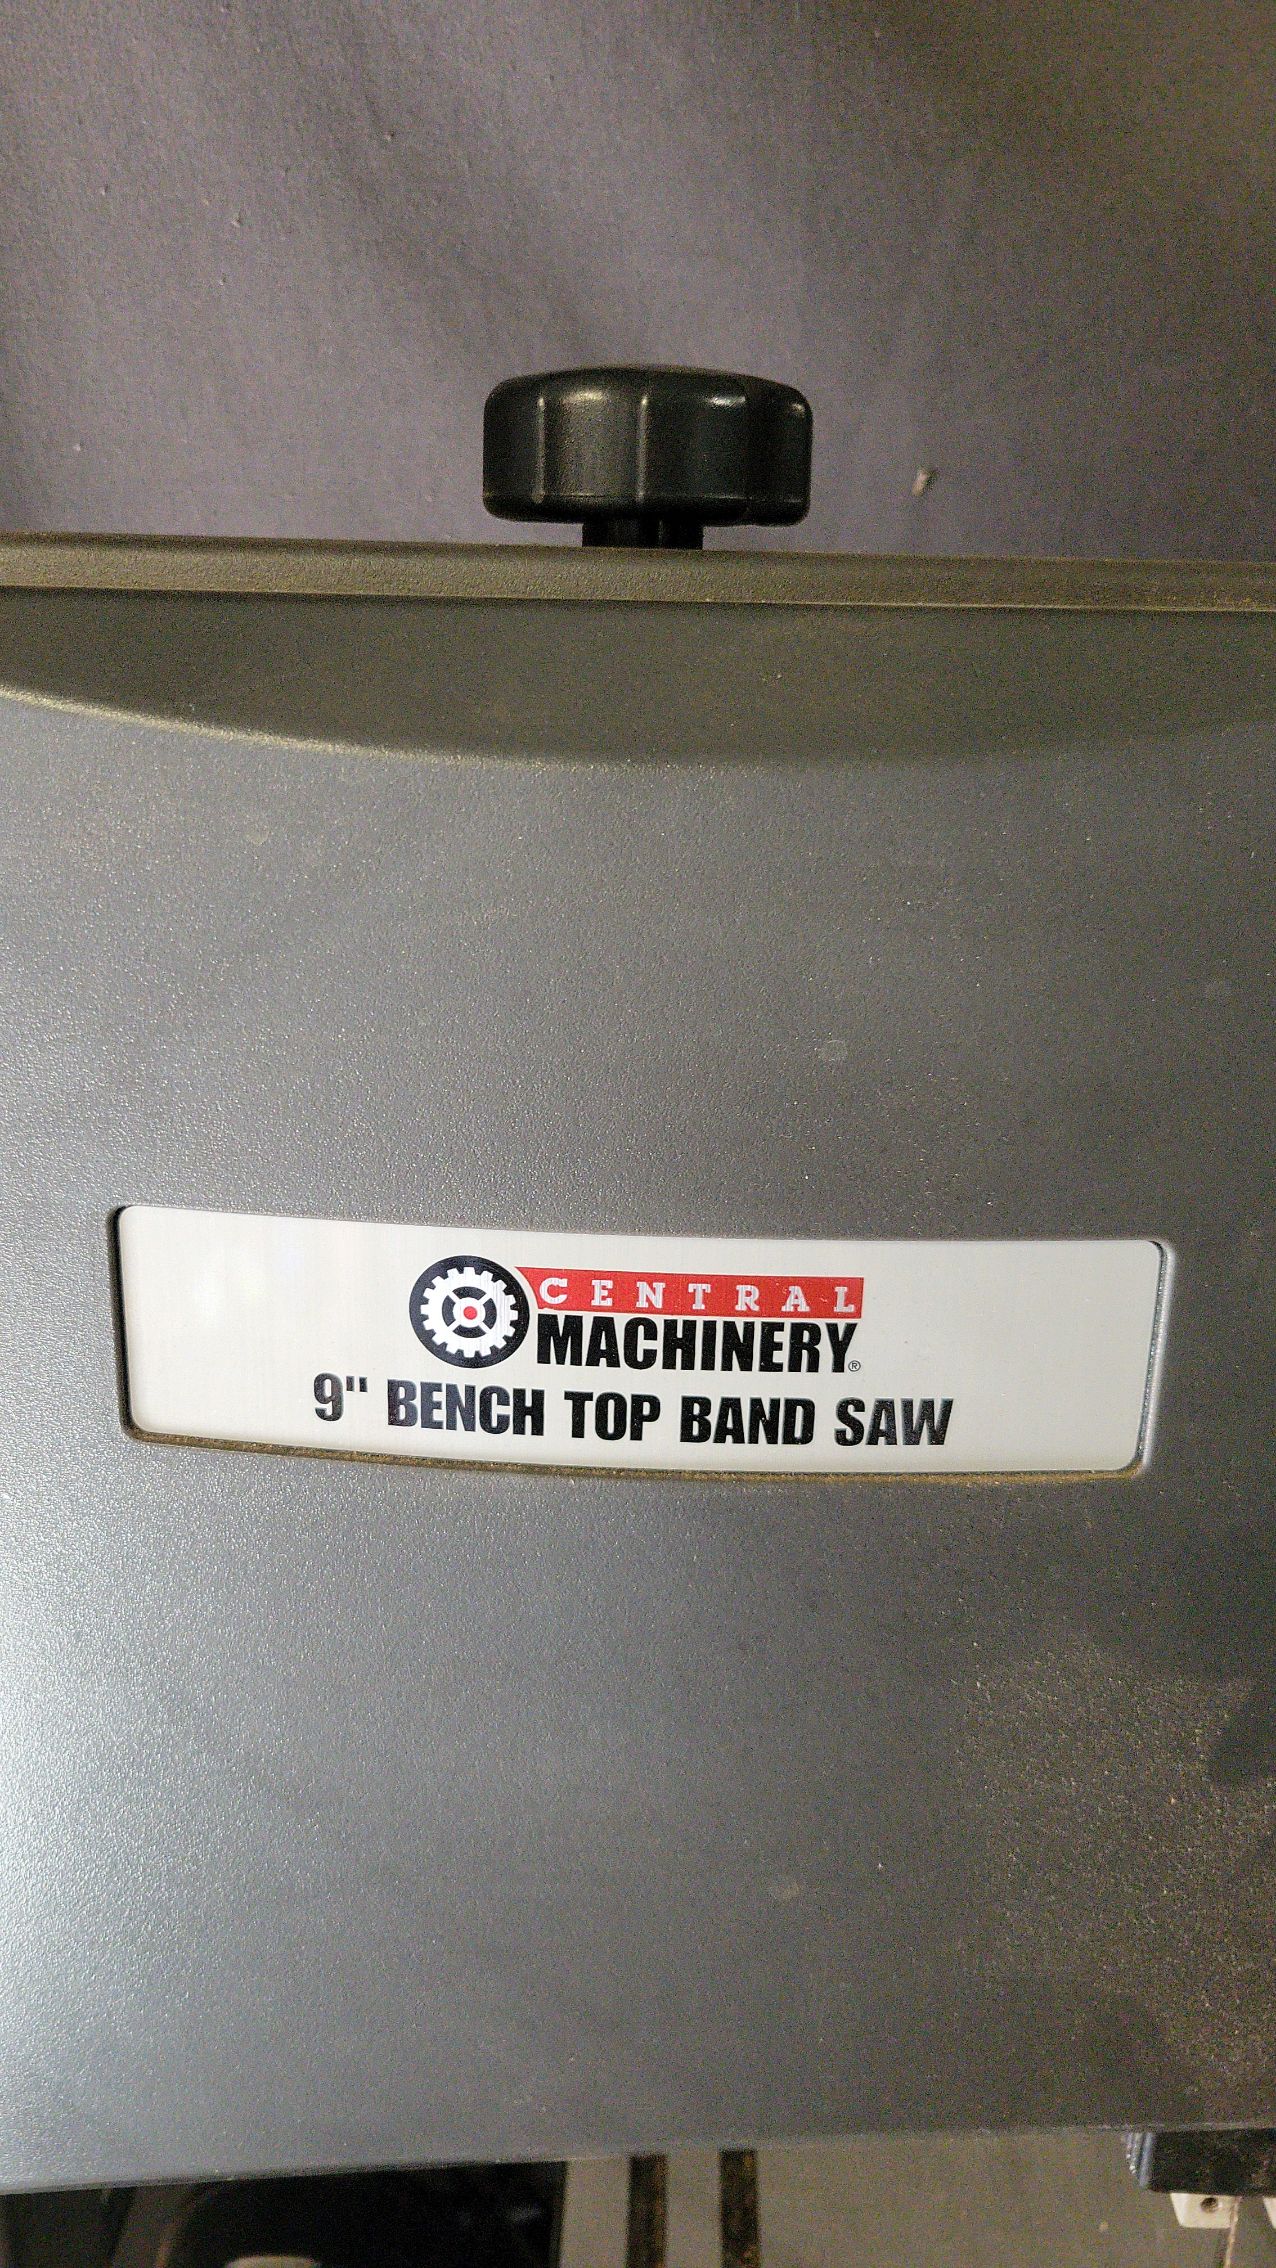 CENTRAL
MACHINERY®
9" BENCH TOP BAND SAW